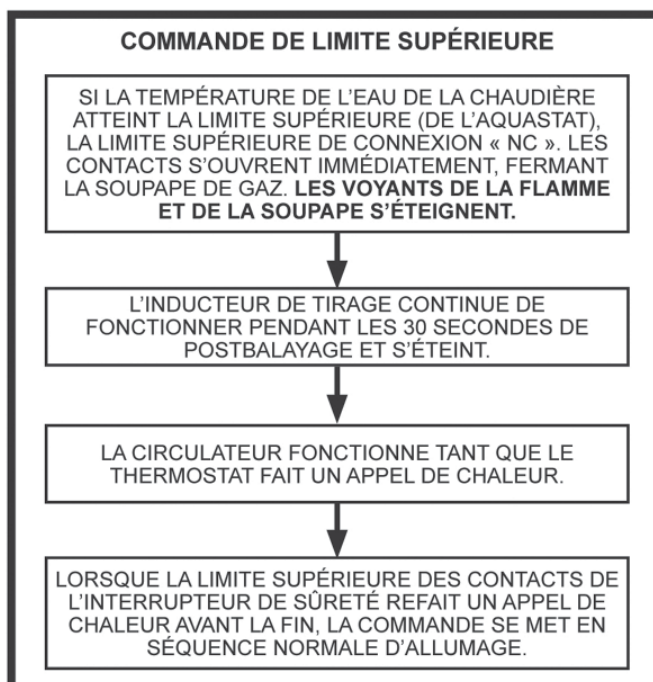 COMMANDE DE LIMITE SUPÉRIEURE
SI LA TEMPÉRATURE DE L'EAU DE LA CHAUDIÈRE
ATTEINT LA LIMITE SUPÉRIEURE (DE L'AQUASTAT),
LA LIMITE SUPÉRIEURE DE CONNEXION « NC ». LES
CONTACTS S'OUVRENT IMMÉDIATEMENT, FERMANT
LA SOUPAPE DE GAZ. LES VOYANTS DE LA FLAMME
ET DE LA SOUPAPE S'ÉTEIGNENT.
L'INDUCTEUR DE TIRAGE CONTINUE DE
FONCTIONNER PENDANT LES 30 SECONDES DE
POSTBALAYAGE ET S'ÉTEINT.
LA CIRCULATEUR FONCTIONNE TANT QUE LE
THERMOSTAT FAIT UN APPEL DE CHALEUR.
LORSQUE LA LIMITE SUPÉRIEURE DES CONTACTS DE
L'INTERRUPTEUR DE SÛRETÉ REFAIT UN APPEL DE
CHALEUR AVANT LA FIN, LA COMMANDE SE MET EN
SÉQUENCE NORMALE D'ALLUMAGE.